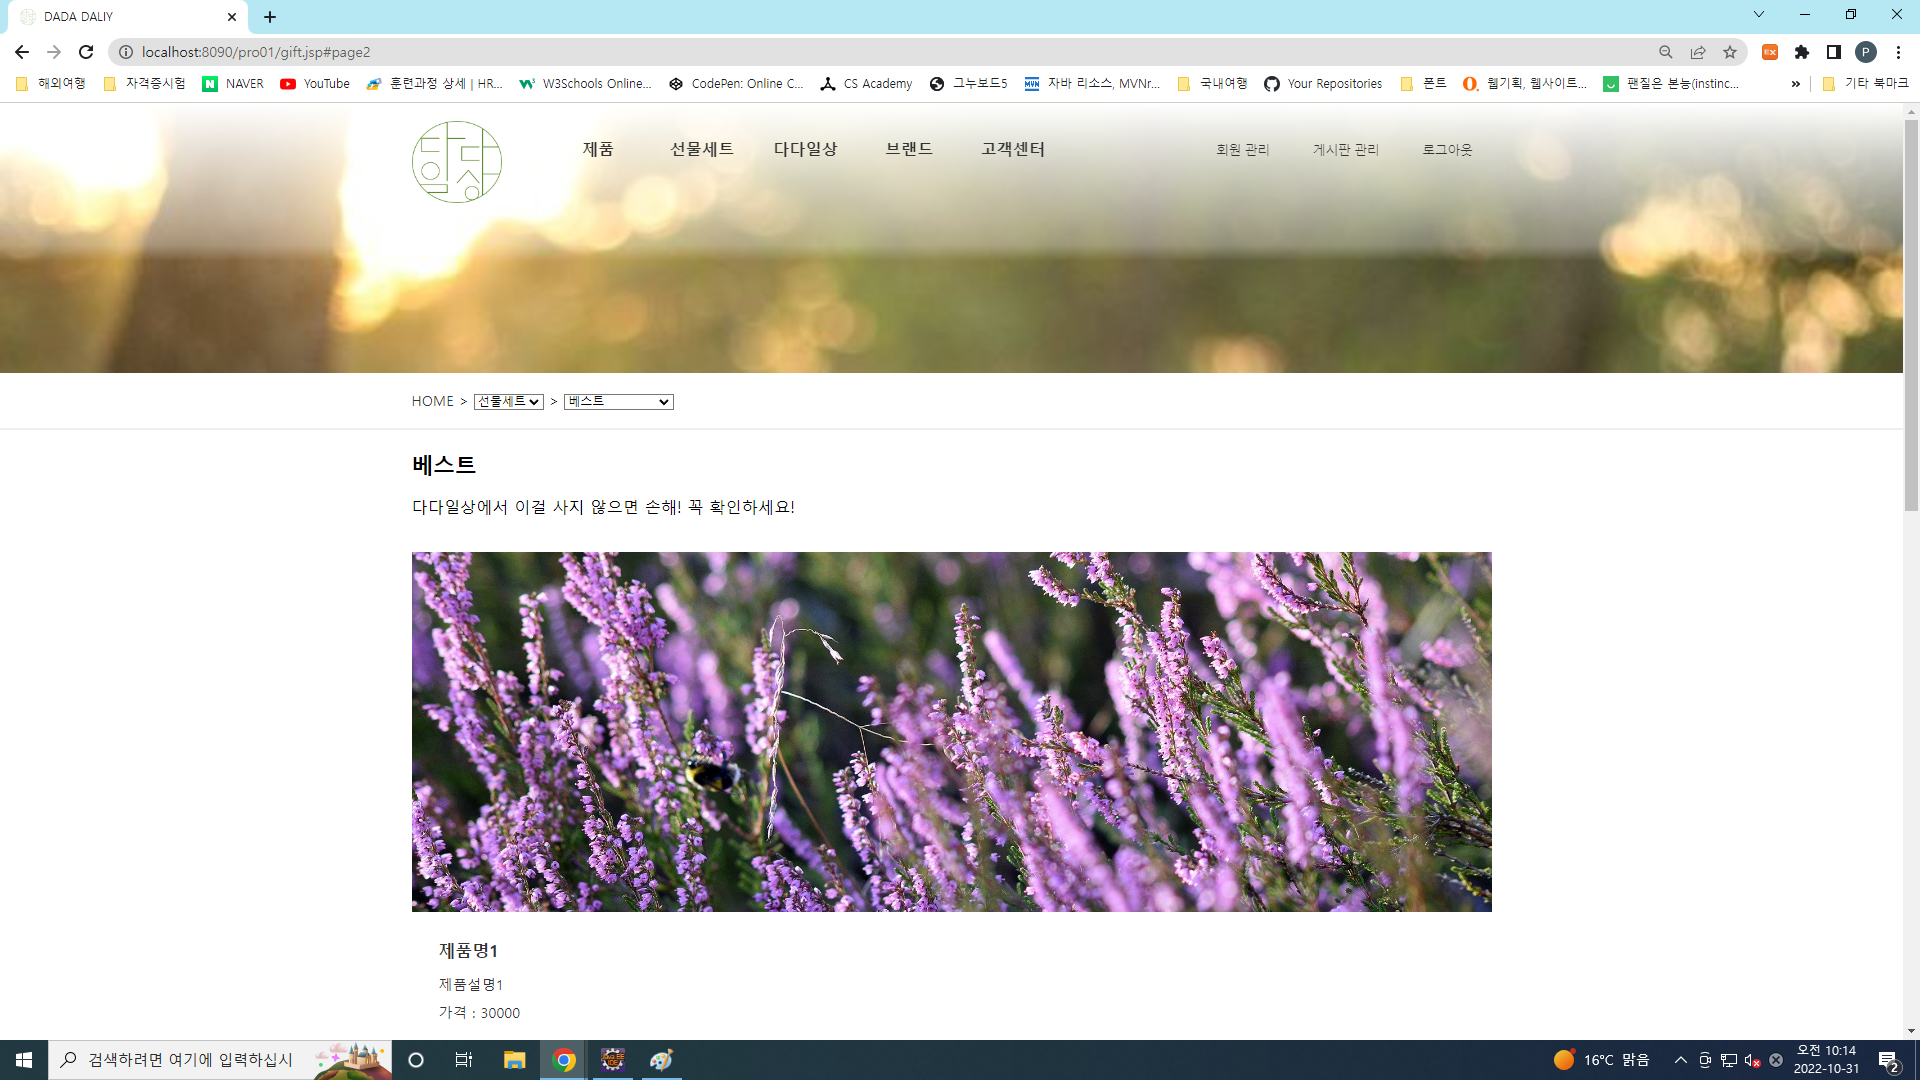 DADA DALIY
localhost:8090/pro01/gift.jsp#page2
해외여행 자격증시험 NAVER YouTube 훈련과정 상세 | HR... W3Schools Online... CodePen: Online C... CS Academy 그누보드5 자바 리소스, MVNr... 국내여행 Your Repositories 폰트 웹기획, 웹사이트... 팬질은 본능(instinc... » 기타 북마크
다다일상 제품 선물세트 다다일상 브랜드 고객센터 회원 관리 게시판 관리 로그아웃
HOME > 선물세트 > 베스트
베스트
다다일상에서 이걸 사지 않으면 손해! 꼭 확인하세요!
제품명1
제품설명1
가격 : 30000
검색하려면 여기에 입력하십시
16°C 맑음
오전 10:14
2022-10-31
2